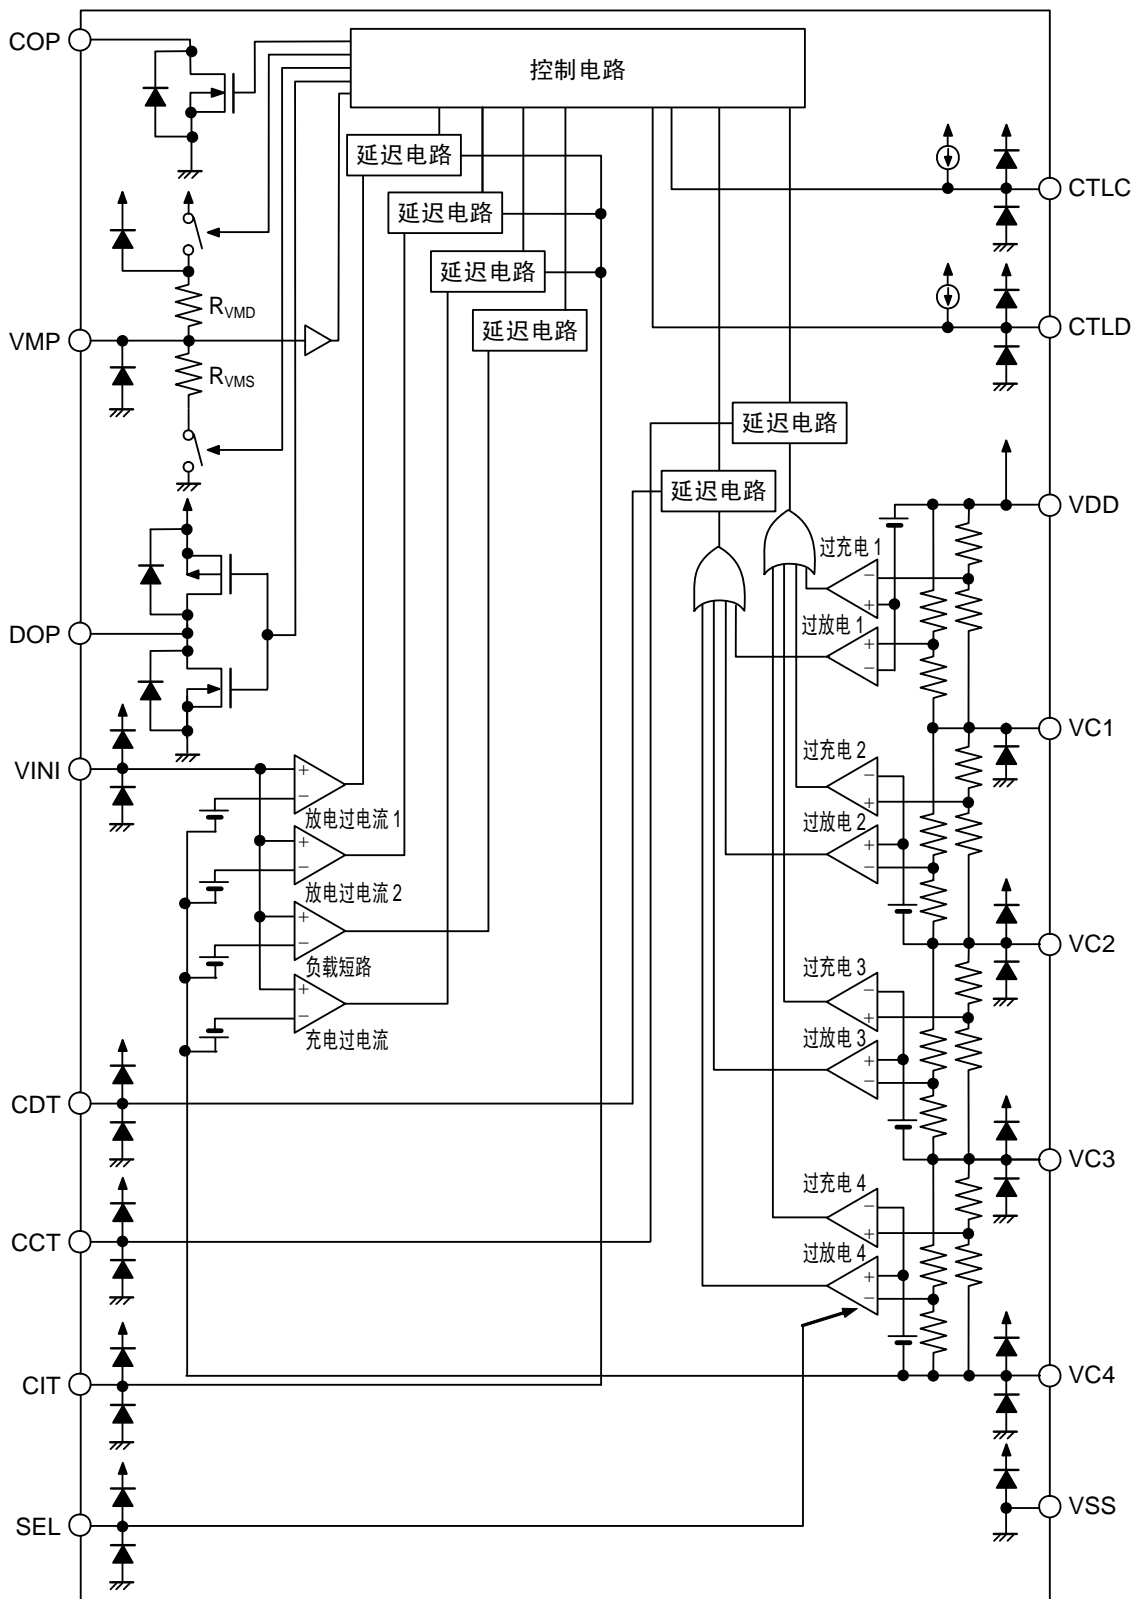 COP
控制电路
延迟电路
CTLC
延迟电路
延迟电路
RVMD
延迟电路
CTLD
VMP
RVMS
延迟电路
延迟电路
VDD
过充电 1
−
+
过放电 1
+
−
DOP
VC1
VINI
过充电 2
+
−
−
+
放电过电流 1
过放电 2
+
−
+
−
放电过电流 2
VC2
+
−
负载短路
过充电 3
−
+
+
−
充电过电流
过放电 3
+
−
CDT
VC3
过充电 4
−
+
CCT
过放电 4
+
−
CIT
VC4
SEL
VSS